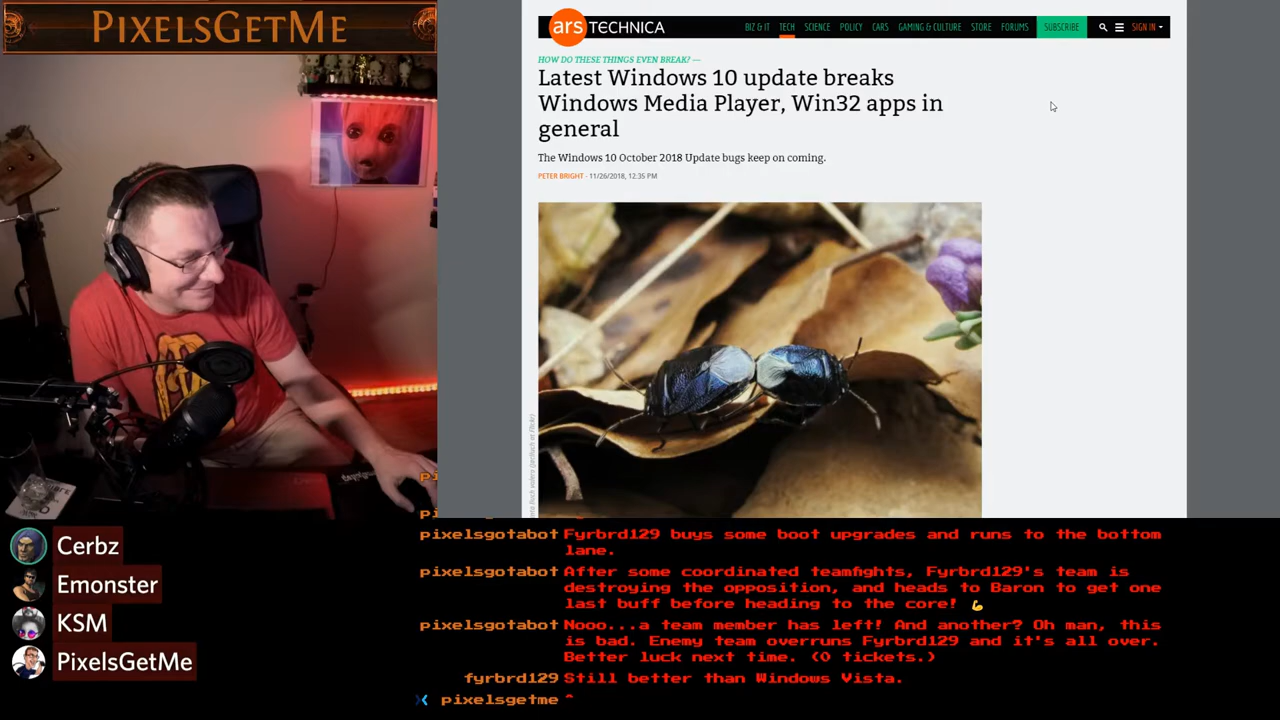 PIXELSGETME
ars TECHNICA
BIZ & IT TECH SCIENCE POLICY CARS GAMING & CULTURE STORE FORUMS SUBSCRIBE SIGN IN
HOW DO THESE THINGS EVEN BREAK? —
Latest Windows 10 update breaks
Windows Media Player, Win32 apps in
general
The Windows 10 October 2018 Update bugs keep on coming.
PETER BRIGHT - 11/26/2018, 12:35 PM
Cerbz
Emonster
KSM
PixelsGetMe
pixelsgotabot Fyrbrd129 buys some boot upgrades and runs to the bottom
lane.
pixelsgotabot After some coordinated teamfights, Fyrbrd129's team is
destroying the opposition, and heads to Baron to get one
last buff before heading to the core! 💪
pixelsgotabot Nooo...a team member has left! And another? Oh man, this
is bad. Enemy team overruns Fyrbrd129 and it's all over.
Better luck next time. (0 tickets.)
fyrbrd129 Still better than Windows Vista.
pixelsgetme ^